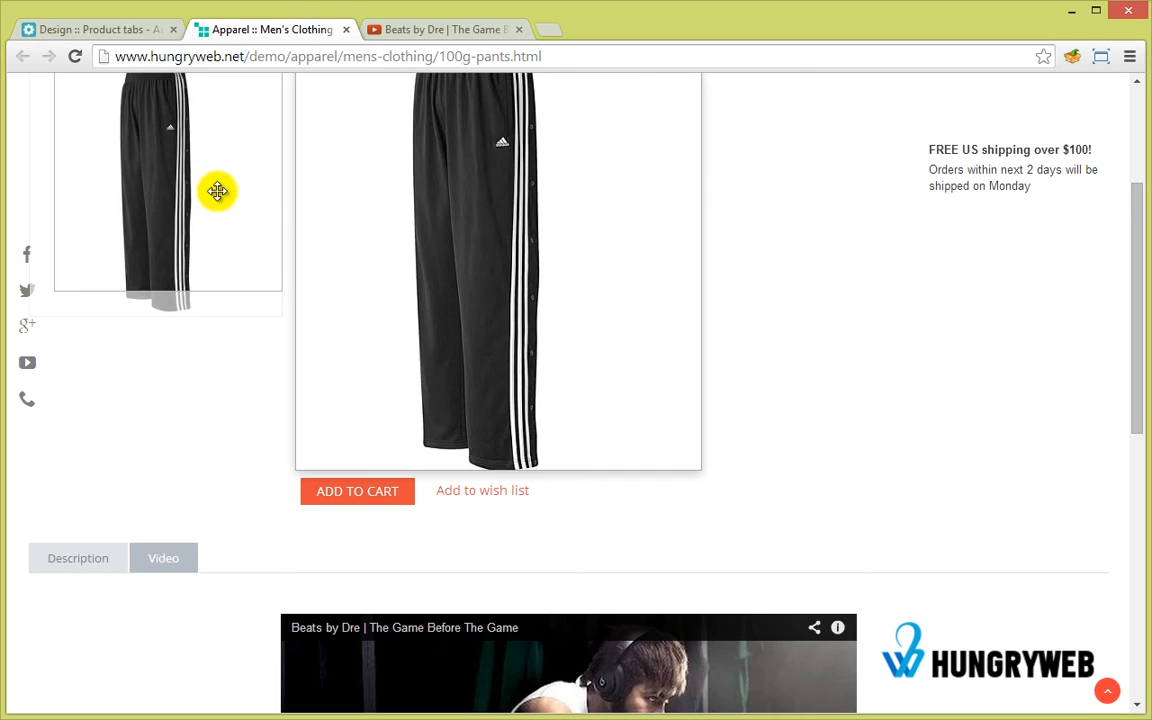 Design :: Product tabs - A
Apparel :: Men's Clothing
Beats by Dre | The Game B
www.hungryweb.net/demo/apparel/mens-clothing/100g-pants.html
FREE US shipping over $100!
Orders within next 2 days will be
shipped on Monday
ADD TO CART
Add to wish list
Description
Video
Beats by Dre | The Game Before The Game
HUNGRYWEB